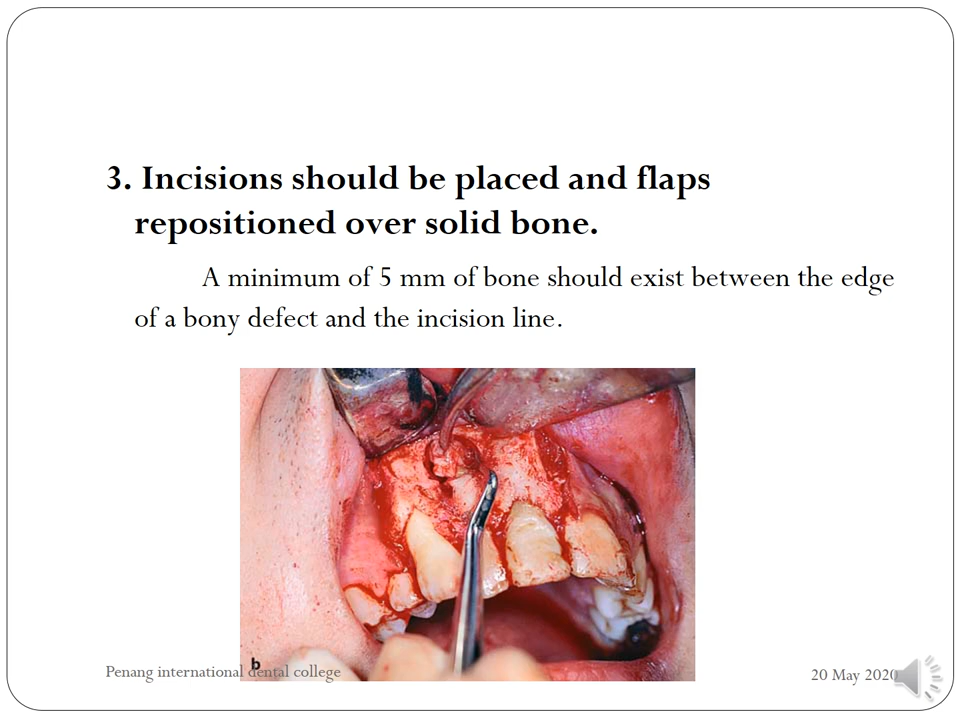 3. Incisions should be placed and flaps
repositioned over solid bone.
A minimum of 5 mm of bone should exist between the edge
of a bony defect and the incision line.
b
Penang international dental college
20 May 2020